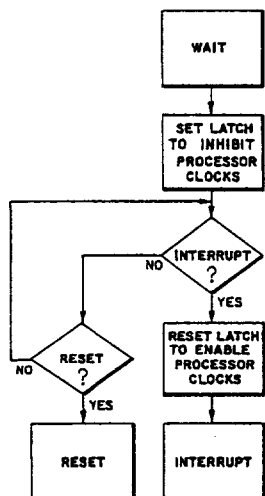 WAIT
SET LATCH
TO INHIBIT
PROCESSOR
CLOCKS
INTERRUPT
?
NO
YES
RESET
?
NO
YES
RESET LATCH
TO ENABLE
PROCESSOR
CLOCKS
RESET
INTERRUPT